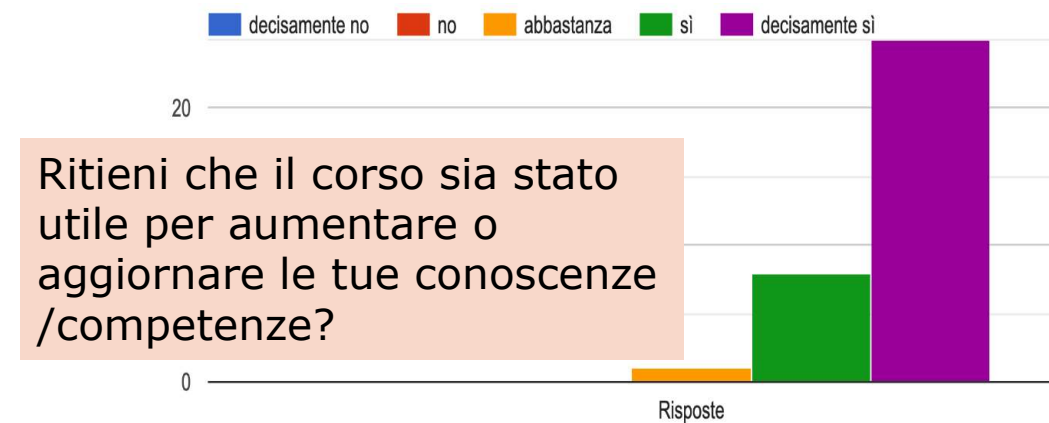 decisamente no no abbastanza sì decisamente sì
20
Ritieni che il corso sia stato
utile per aumentare o
aggiornare le tue conoscenze
/competenze?
0
Risposte